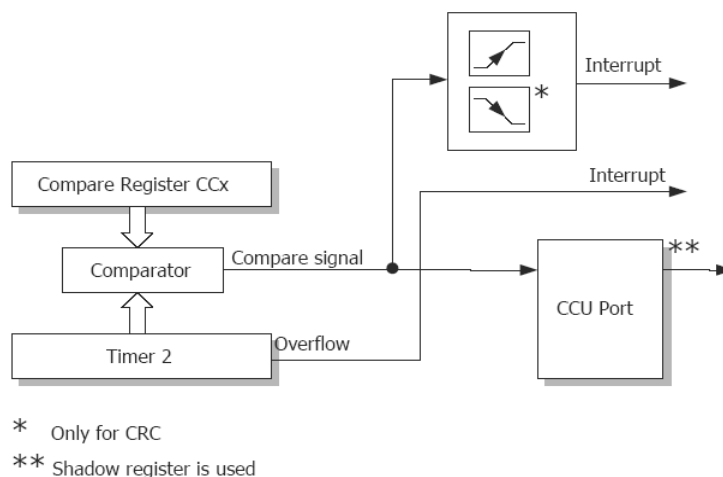 Interrupt
*
Compare Register CCx
Interrupt
Comparator
Compare signal
**
CCU Port
Timer 2
Overflow
* Only for CRC
** Shadow register is used